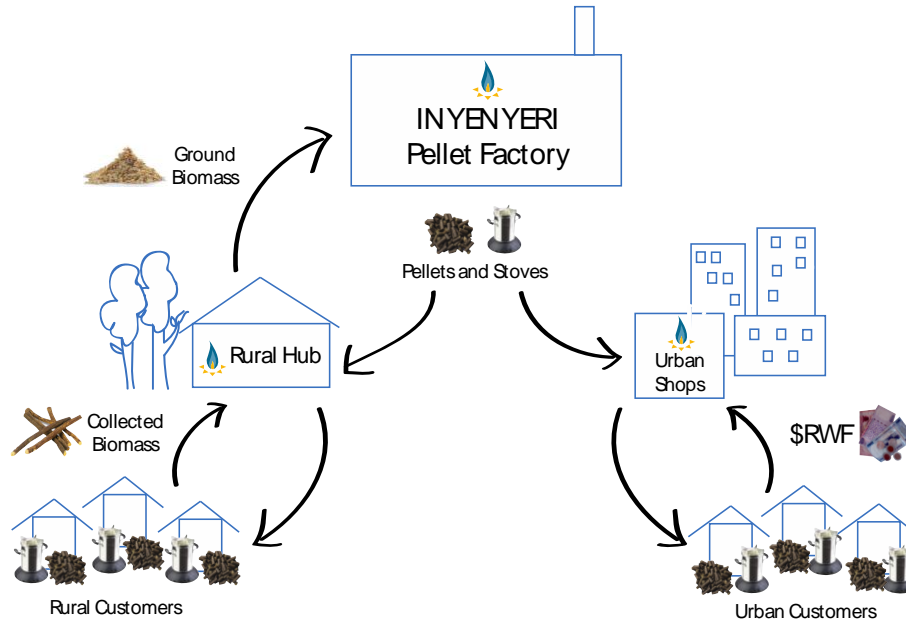 INYENYERI
Pellet Factory
Ground
Biomass
Pellets and Stoves
Rural Hub
Urban
Shops
Collected
Biomass
$RWF
Rural Customers
Urban Customers